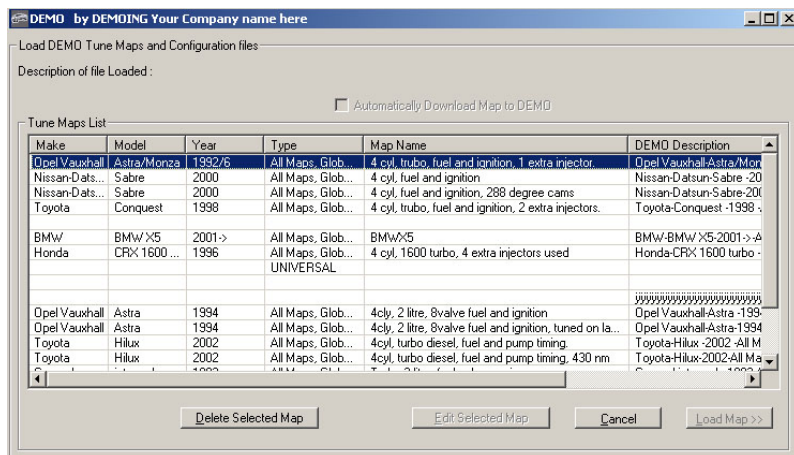 DEMO by DEMOING Your Company name here
Load DEMO Tune Maps and Configuration files
Description of file Loaded :
Automatically Download Map to DEMO
Tune Maps List
Make Model Year Type Map Name DEMO Description
Opel Vauxhall Astra/Monza 1992/6 All Maps, Glob... 4 cyl, trubo, fuel and ignition, 1 extra injector. Opel Vauxhall-Astra/Mon
Nissan-Dats... Sabre 2000 All Maps, Glob... 4 cyl, fuel and ignition Nissan-Datsun-Sabre -20
Nissan-Dats... Sabre 2000 All Maps, Glob... 4 cyl, fuel and ignition, 288 degree cams Nissan-Datsun-Sabre-200
Toyota Conquest 1998 All Maps, Glob... 4 cyl, trubo, fuel and ignition, 2 extra injectors. Toyota-Conquest -1998 -
BMW BMW X5 2001-> All Maps, Glob... BMWX5 BMW-BMW X5-2001->-A
Honda CRX 1600 ... 1996 All Maps, Glob... 4 cyl, 1600 turbo, 4 extra injectors used Honda-CRX 1600 turbo -
UNIVERSAL
Opel Vauxhall Astra 1994 All Maps, Glob... 4cly, 2 litre, 8valve fuel and ignition Opel Vauxhall-Astra -199
Opel Vauxhall Astra 1994 All Maps, Glob... 4cly, 2 litre, 8valve fuel and ignition, tuned on la... Opel Vauxhall-Astra-1994
Toyota Hilux 2002 All Maps, Glob... 4cyl, turbo diesel, fuel and pump timing. Toyota-Hilux -2002 -All M
Toyota Hilux 2002 All Maps, Glob... 4cyl, turbo diesel, fuel and pump timing, 430 nm Toyota-Hilux-2002-All Ma
Delete Selected Map Edit Selected Map Cancel Load Map >>